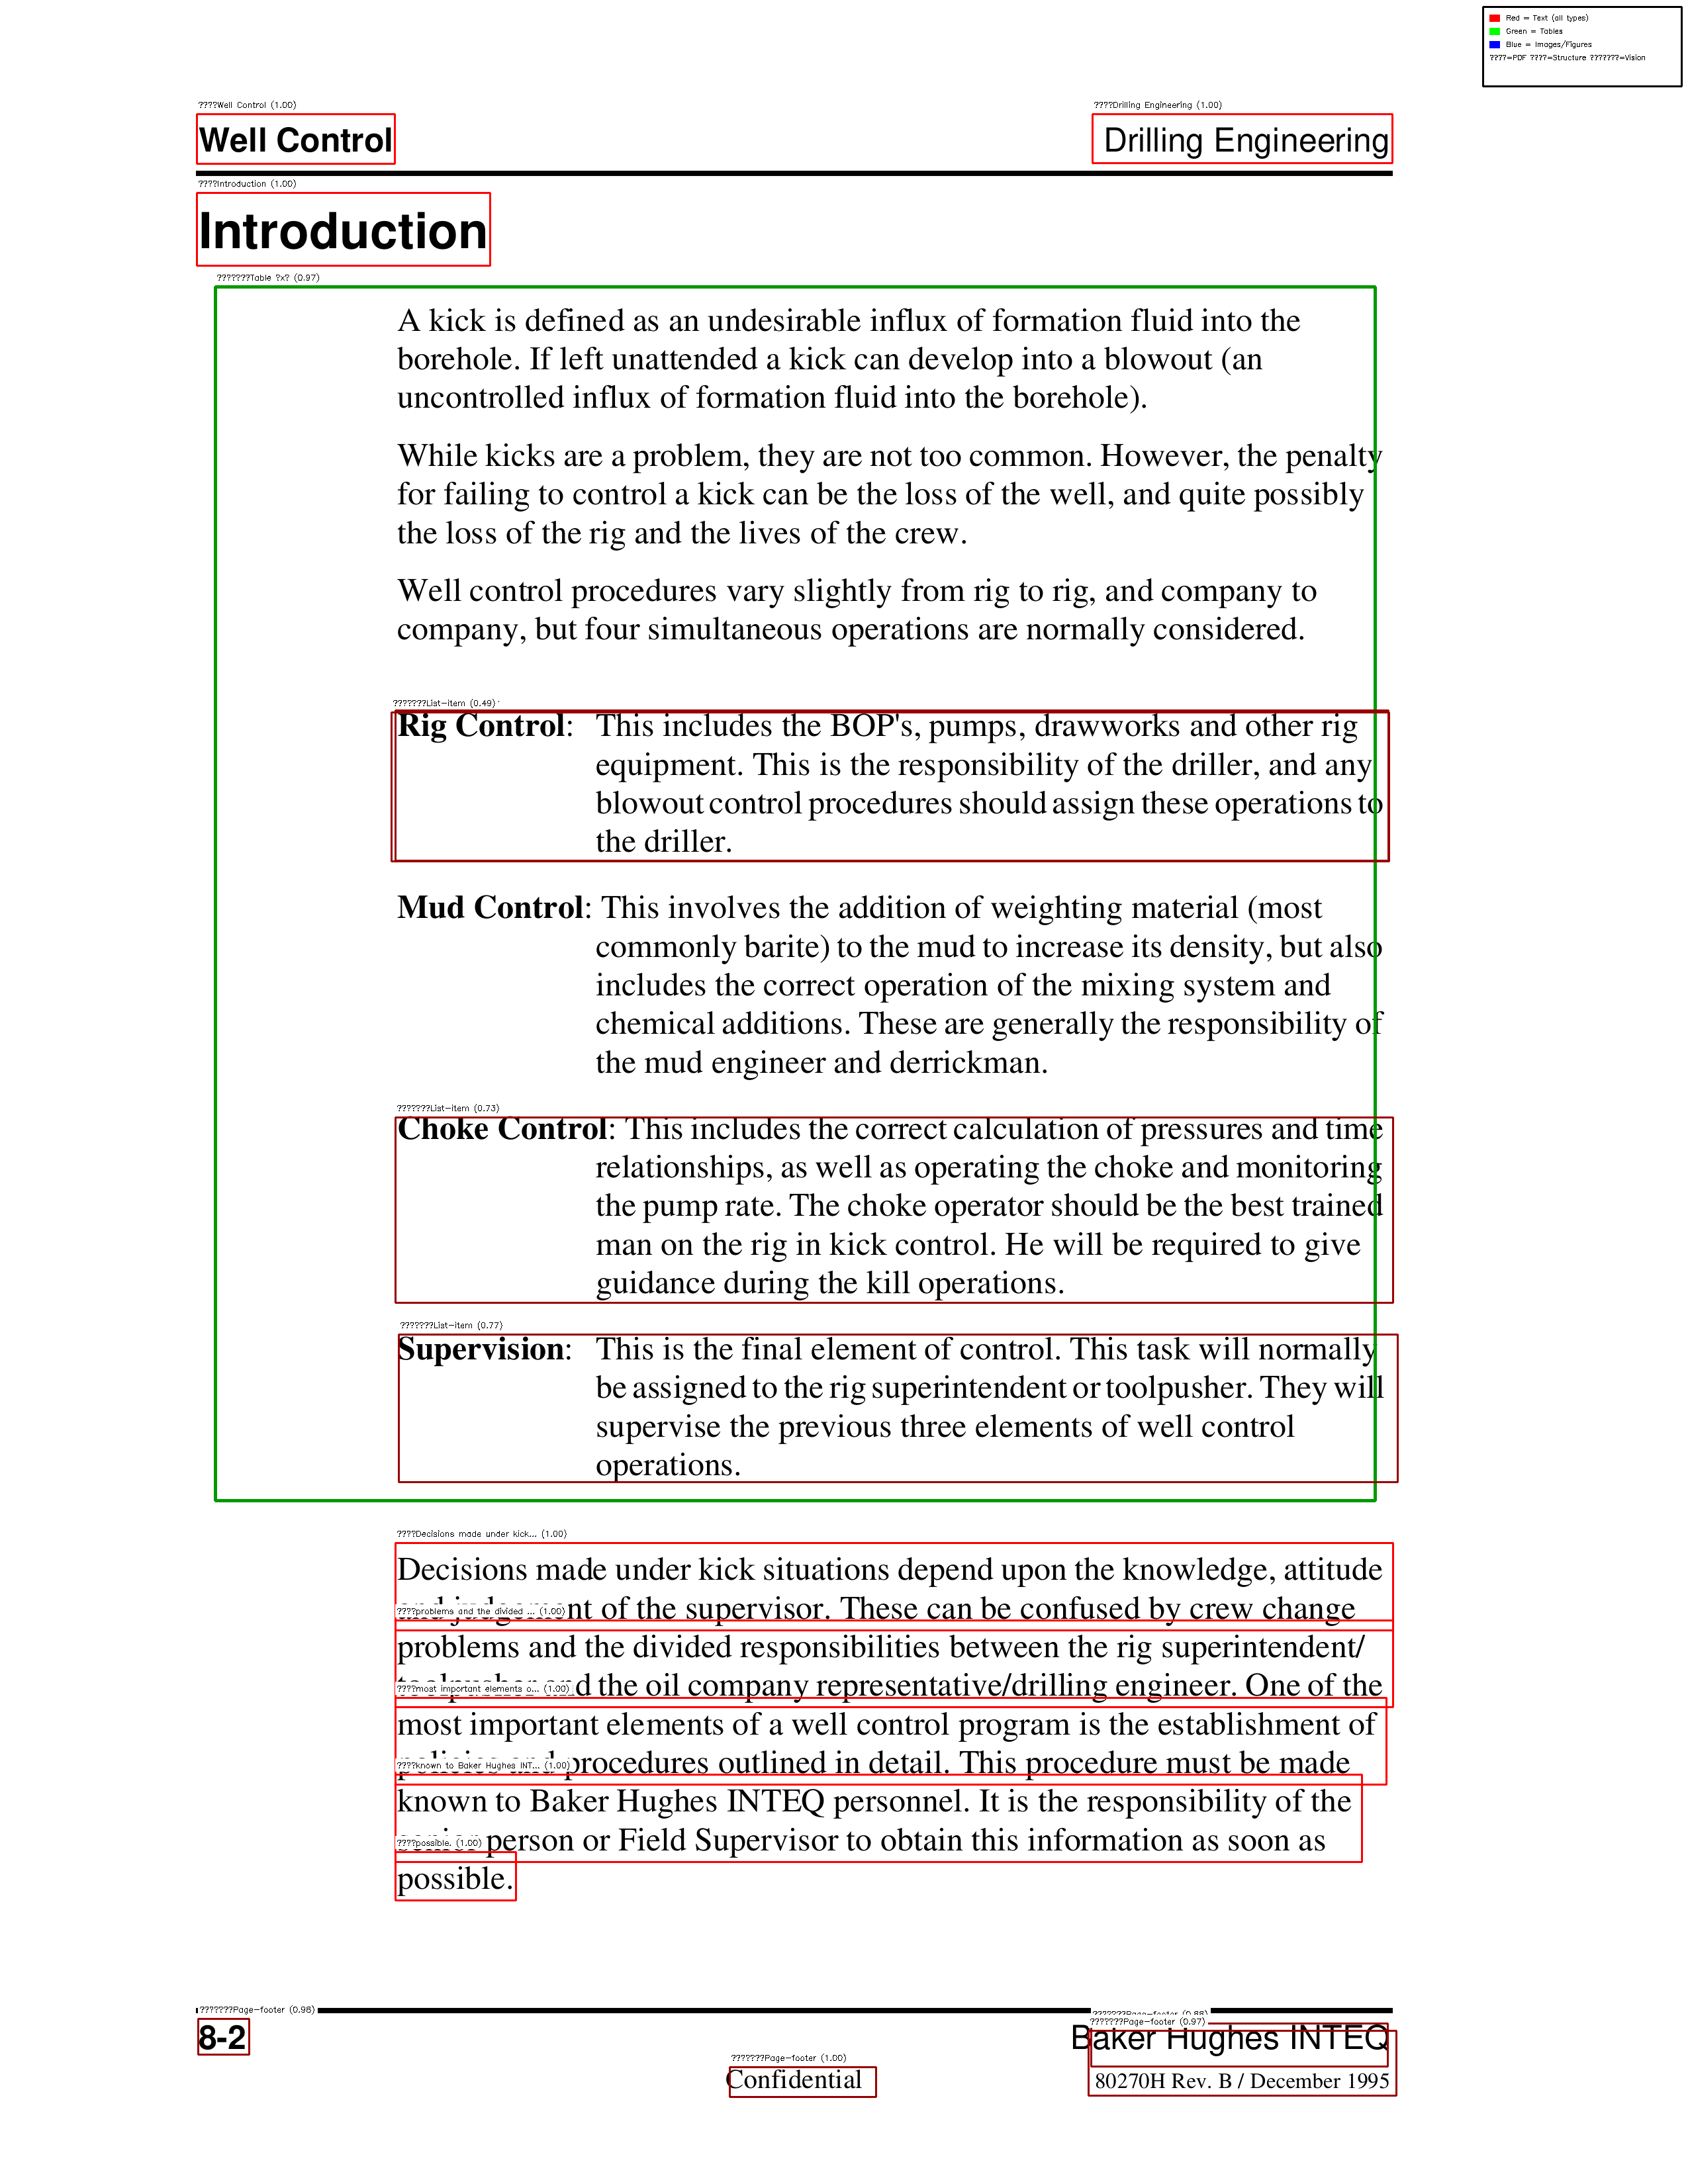 Red = Text (all types)
Green = Tables
Blue = Images/Figures
????=PDF ????=Structure ???????=Vision
????Well Control (1.00)
????Drilling Engineering (1.00)
Well Control
Drilling Engineering
????Introduction (1.00)
Introduction
???????Table ?x? (0.97)
A kick is defined as an undesirable influx of formation fluid into the
borehole. If left unattended a kick can develop into a blowout (an
uncontrolled influx of formation fluid into the borehole).
While kicks are a problem, they are not too common. However, the penalty
for failing to control a kick can be the loss of the well, and quite possibly
the loss of the rig and the lives of the crew.
Well control procedures vary slightly from rig to rig, and company to
company, but four simultaneous operations are normally considered.
???????List-item (0.49)
Rig Control: This includes the BOP's, pumps, drawworks and other rig
equipment. This is the responsibility of the driller, and any
blowout control procedures should assign these operations to
the driller.
Mud Control: This involves the addition of weighting material (most
commonly barite) to the mud to increase its density, but also
includes the correct operation of the mixing system and
chemical additions. These are generally the responsibility of
the mud engineer and derrickman.
???????List-item (0.73)
Choke Control: This includes the correct calculation of pressures and time
relationships, as well as operating the choke and monitoring
the pump rate. The choke operator should be the best trained
man on the rig in kick control. He will be required to give
guidance during the kill operations.
???????List-item (0.77)
Supervision: This is the final element of control. This task will normally
be assigned to the rig superintendent or toolpusher. They will
supervise the previous three elements of well control
operations.
????Decisions made under kick... (1.00)
Decisions made under kick situations depend upon the knowledge, attitude
and judgement of the supervisor. These can be confused by crew change
????problems and the divided ... (1.00)
problems and the divided responsibilities between the rig superintendent/
toolpusher and the oil company representative/drilling engineer. One of the
????most important elements o... (1.00)
most important elements of a well control program is the establishment of
policies and procedures outlined in detail. This procedure must be made
????known to Baker Hughes INT... (1.00)
known to Baker Hughes INTEQ personnel. It is the responsibility of the
senior person or Field Supervisor to obtain this information as soon as
????possible. (1.00)
possible.
???????Page-footer (0.98)
???????Page-footer (0.88)
???????Page-footer (0.97)
8-2
Baker Hughes INTEQ
???????Page-footer (1.00)
Confidential
80270H Rev. B / December 1995